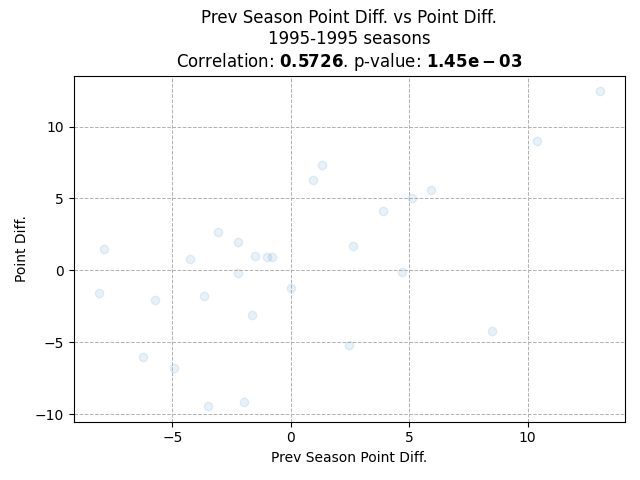 Prev Season Point Diff. vs Point Diff.
1995-1995 seasons
Correlation: 0.5726. p-value: 1.45e−03
10
5
0
−5
−10
Point Diff.
−5
0
5
10
Prev Season Point Diff.